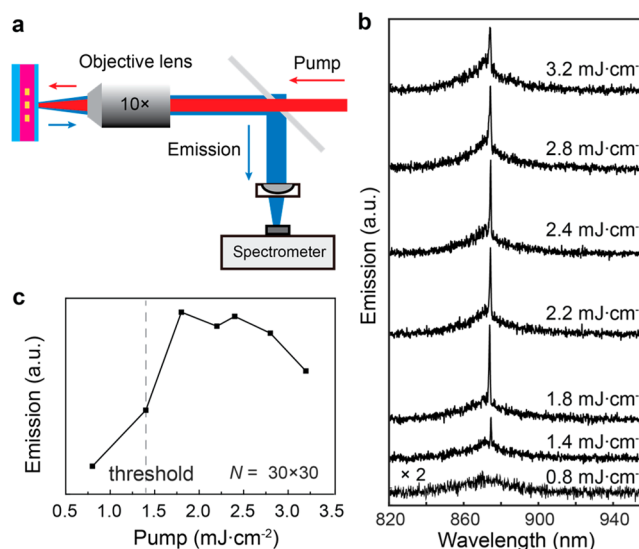 a
Objective lens
Pump
10×
Emission
Spectrometer
b
Emission (a.u.)
3.2 mJ·cm⁻
2.8 mJ·cm⁻
2.4 mJ·cm⁻
2.2 mJ·cm⁻
1.8 mJ·cm⁻
1.4 mJ·cm⁻
× 2
0.8 mJ·cm⁻
820 860 900 940
Wavelength (nm)
c
Emission (a.u.)
threshold
N = 30×30
0.5 1.0 1.5 2.0 2.5 3.0 3.5
Pump (mJ·cm⁻²)